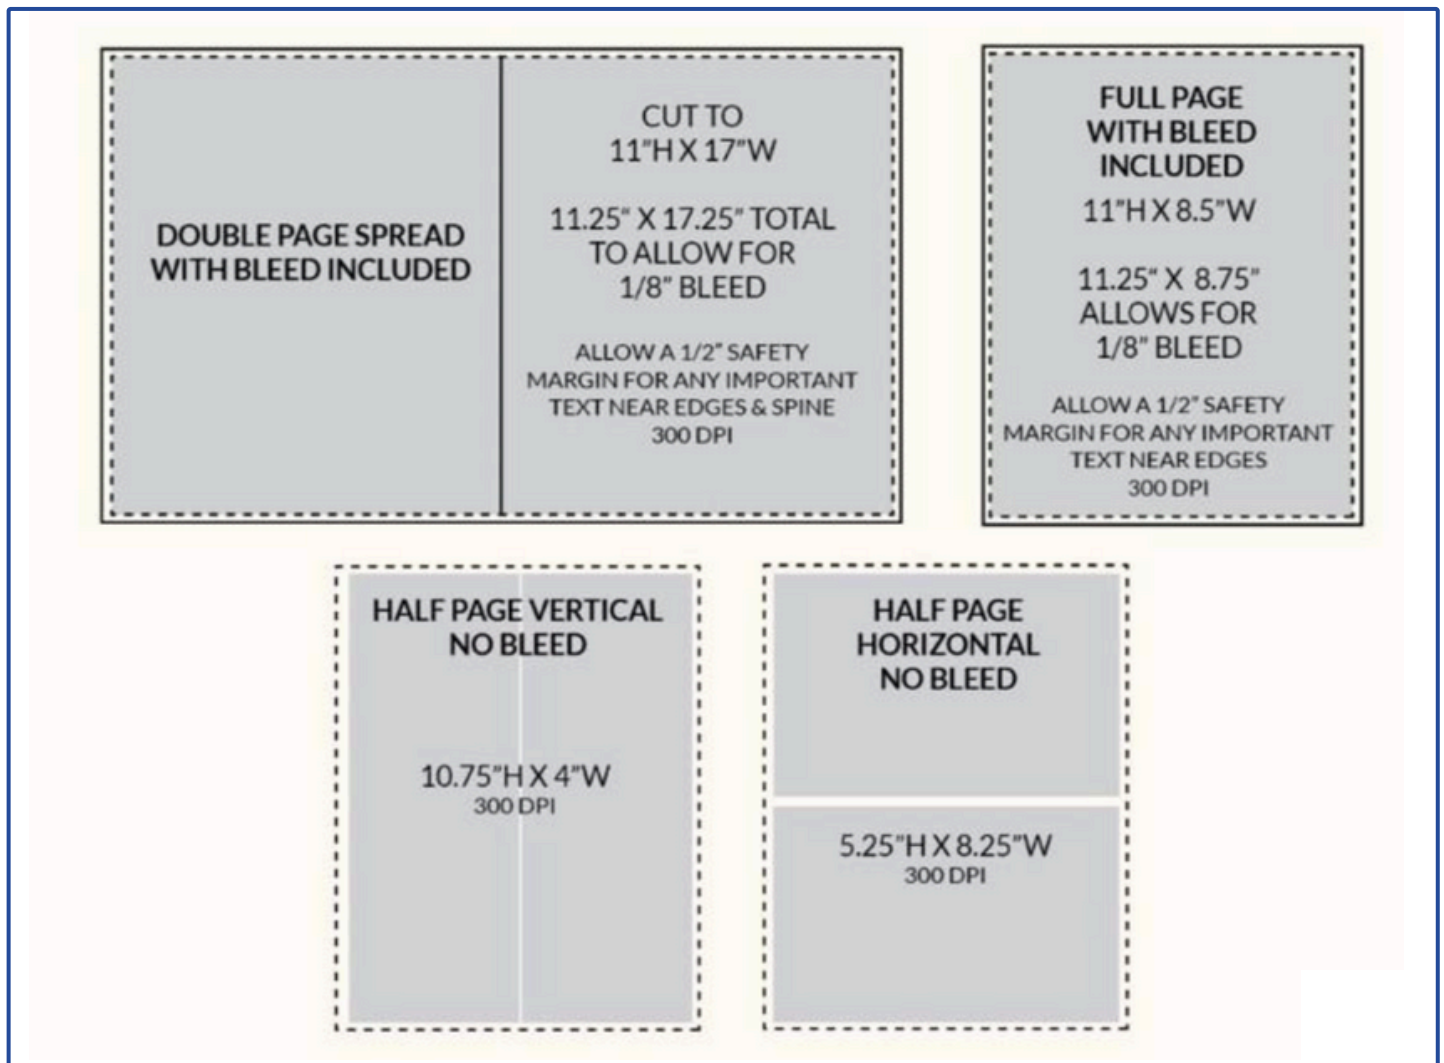 DOUBLE PAGE SPREAD
WITH BLEED INCLUDED
CUT TO
11”H X 17”W
11.25“ X 17.25” TOTAL
TO ALLOW FOR
1/8” BLEED
ALLOW A 1/2” SAFETY
MARGIN FOR ANY IMPORTANT
TEXT NEAR EDGES & SPINE
300 DPI
FULL PAGE
WITH BLEED
INCLUDED
11”H X 8.5”W
11.25“ X 8.75”
ALLOWS FOR
1/8” BLEED
ALLOW A 1/2” SAFETY
MARGIN FOR ANY IMPORTANT
TEXT NEAR EDGES
300 DPI
HALF PAGE VERTICAL
NO BLEED
10.75”H X 4”W
300 DPI
HALF PAGE
HORIZONTAL
NO BLEED
5.25”H X 8.25”W
300 DPI